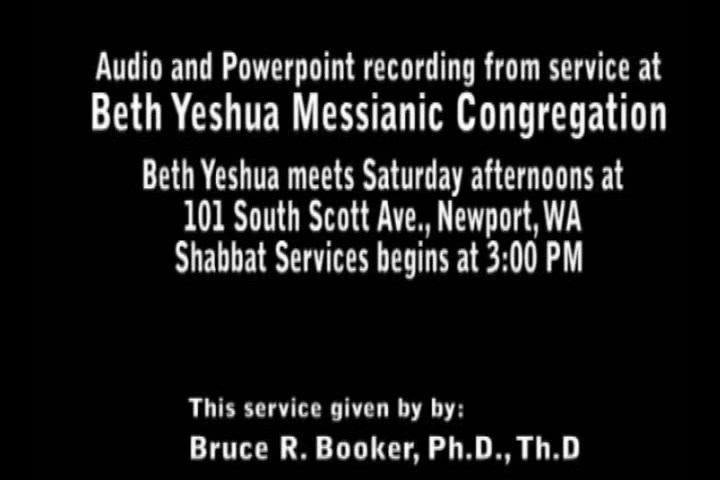 Audio and Powerpoint recording from service at
Beth Yeshua Messianic Congregation
Beth Yeshua meets Saturday afternoons at
101 South Scott Ave., Newport, WA
Shabbat Services begins at 3:00 PM
This service given by by:
Bruce R. Booker, Ph.D., Th.D